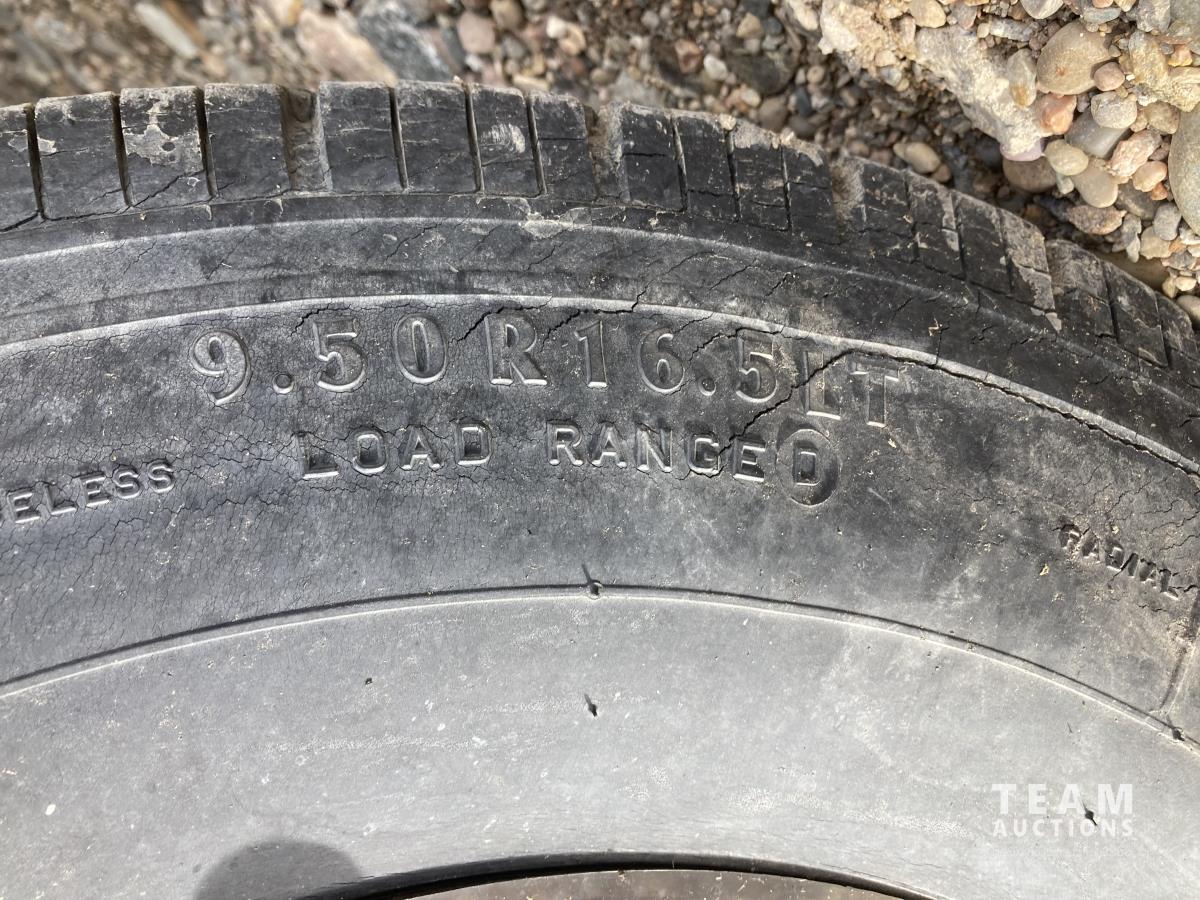 9.50R16.5LT
LOAD RANGE D
ELESS
RADIAL
TEAM
AUCTIONS